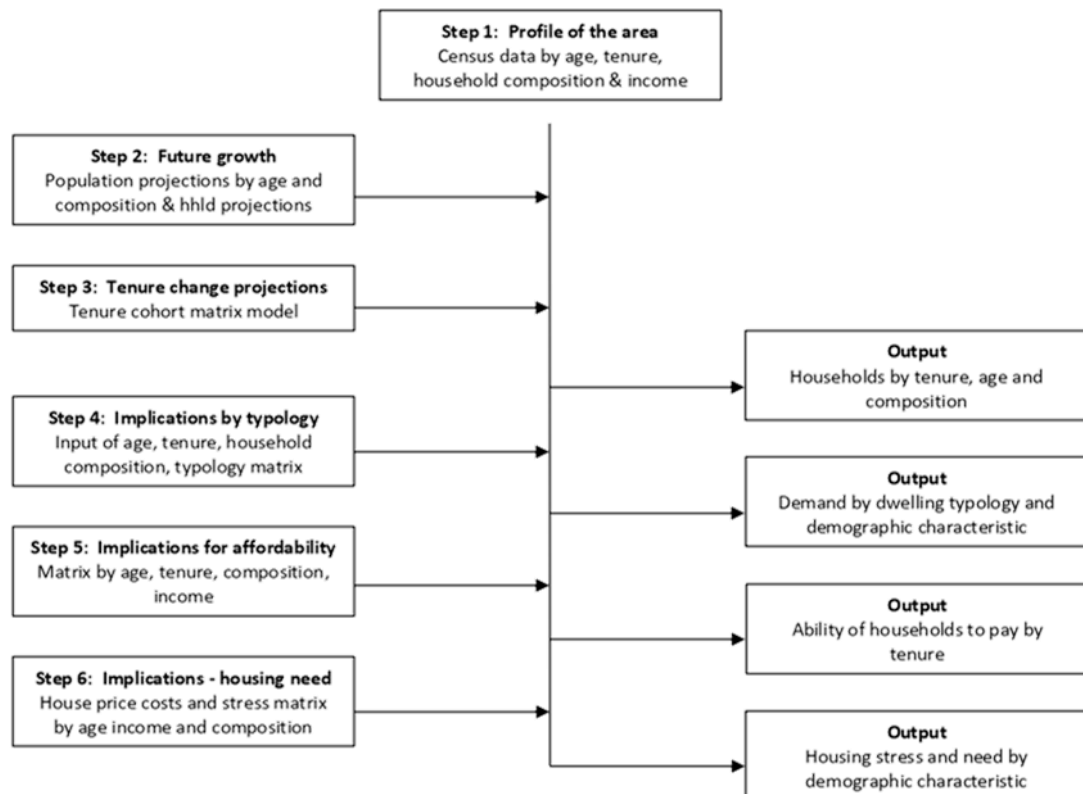 Step 1:  Profile of the area
Census data by age, tenure,
household composition & income
Step 2:  Future growth
Population projections by age and
composition & hhld projections
Step 3:  Tenure change projections
Tenure cohort matrix model
Step 4:  Implications by typology
Input of age, tenure, household
composition, typology matrix
Step 5:  Implications for affordability
Matrix by age, tenure, composition,
income
Step 6:  Implications - housing need
House price costs and stress matrix
by age income and composition
Output
Households by tenure, age and
composition
Output
Demand by dwelling typology and
demographic characteristic
Output
Ability of households to pay by
tenure
Output
Housing stress and need by
demographic characteristic